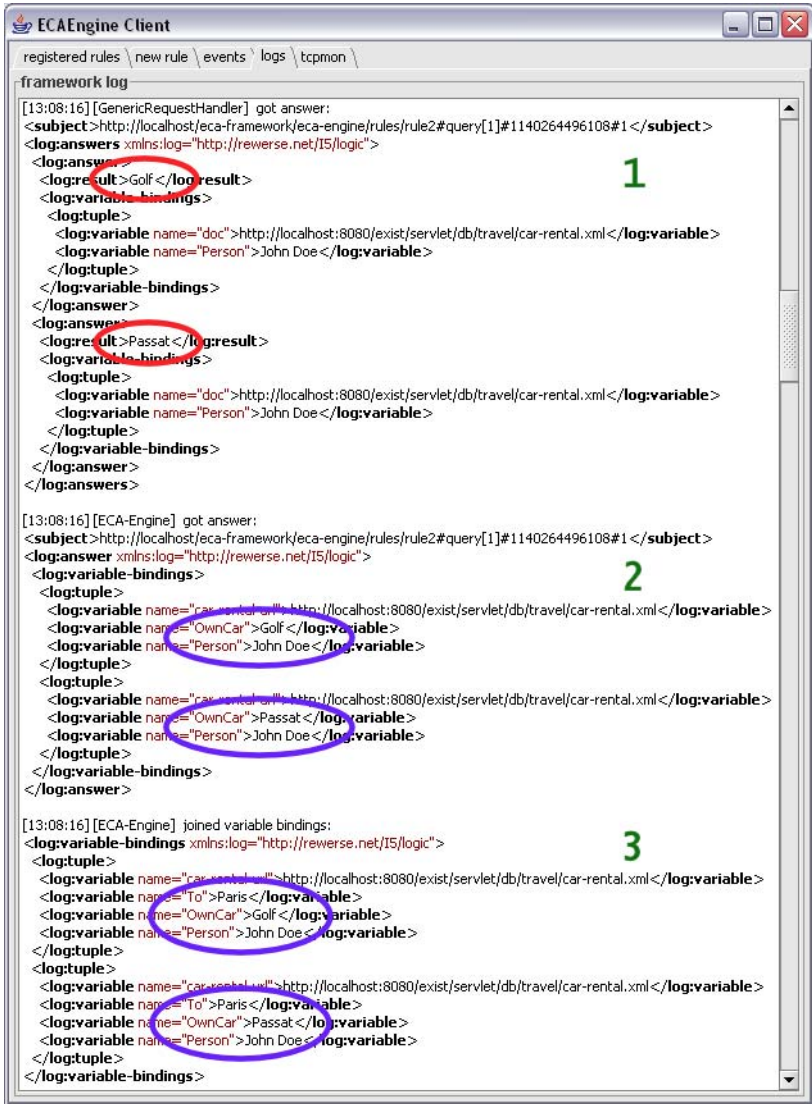 ECAEngine Client
registered rules new rule events logs tcpmon
framework log
[13:08:16] [GenericRequestHandler] got answer:
<subject>http://localhost/eca-framework/eca-engine/rules/rule2#query[1]#1140264496108#1</subject>
<log:answers xmlns:log="http://rewerse.net/I5/logic">
<log:answer>
1
<log:result>Golf</log:result>
<log:variable-bindings>
<log:tuple>
<log:variable name="doc">http://localhost:8080/exist/servlet/db/travel/car-rental.xml</log:variable>
<log:variable name="Person">John Doe</log:variable>
</log:tuple>
</log:variable-bindings>
</log:answer>
<log:answer>
<log:result>Passat</log:result>
<log:variable-bindings>
<log:tuple>
<log:variable name="doc">http://localhost:8080/exist/servlet/db/travel/car-rental.xml</log:variable>
<log:variable name="Person">John Doe</log:variable>
</log:tuple>
</log:variable-bindings>
</log:answer>
</log:answers>
[13:08:16] [ECA-Engine] got answer:
<subject>http://localhost/eca-framework/eca-engine/rules/rule2#query[1]#1140264496108#1</subject>
<log:answer xmlns:log="http://rewerse.net/I5/logic">
<log:variable-bindings>
2
<log:tuple>
<log:variable name="car-rental-url">http://localhost:8080/exist/servlet/db/travel/car-rental.xml</log:variable>
<log:variable name="OwnCar">Golf</log:variable>
<log:variable name="Person">John Doe</log:variable>
</log:tuple>
<log:tuple>
<log:variable name="car-rental-url">http://localhost:8080/exist/servlet/db/travel/car-rental.xml</log:variable>
<log:variable name="OwnCar">Passat</log:variable>
<log:variable name="Person">John Doe</log:variable>
</log:tuple>
</log:variable-bindings>
</log:answer>
[13:08:16] [ECA-Engine] joined variable bindings:
<log:variable-bindings xmlns:log="http://rewerse.net/I5/logic">
3
<log:tuple>
<log:variable name="car-rental-url">http://localhost:8080/exist/servlet/db/travel/car-rental.xml</log:variable>
<log:variable name="To">Paris</log:variable>
<log:variable name="OwnCar">Golf</log:variable>
<log:variable name="Person">John Doe</log:variable>
</log:tuple>
<log:tuple>
<log:variable name="car-rental-url">http://localhost:8080/exist/servlet/db/travel/car-rental.xml</log:variable>
<log:variable name="To">Paris</log:variable>
<log:variable name="OwnCar">Passat</log:variable>
<log:variable name="Person">John Doe</log:variable>
</log:tuple>
</log:variable-bindings>